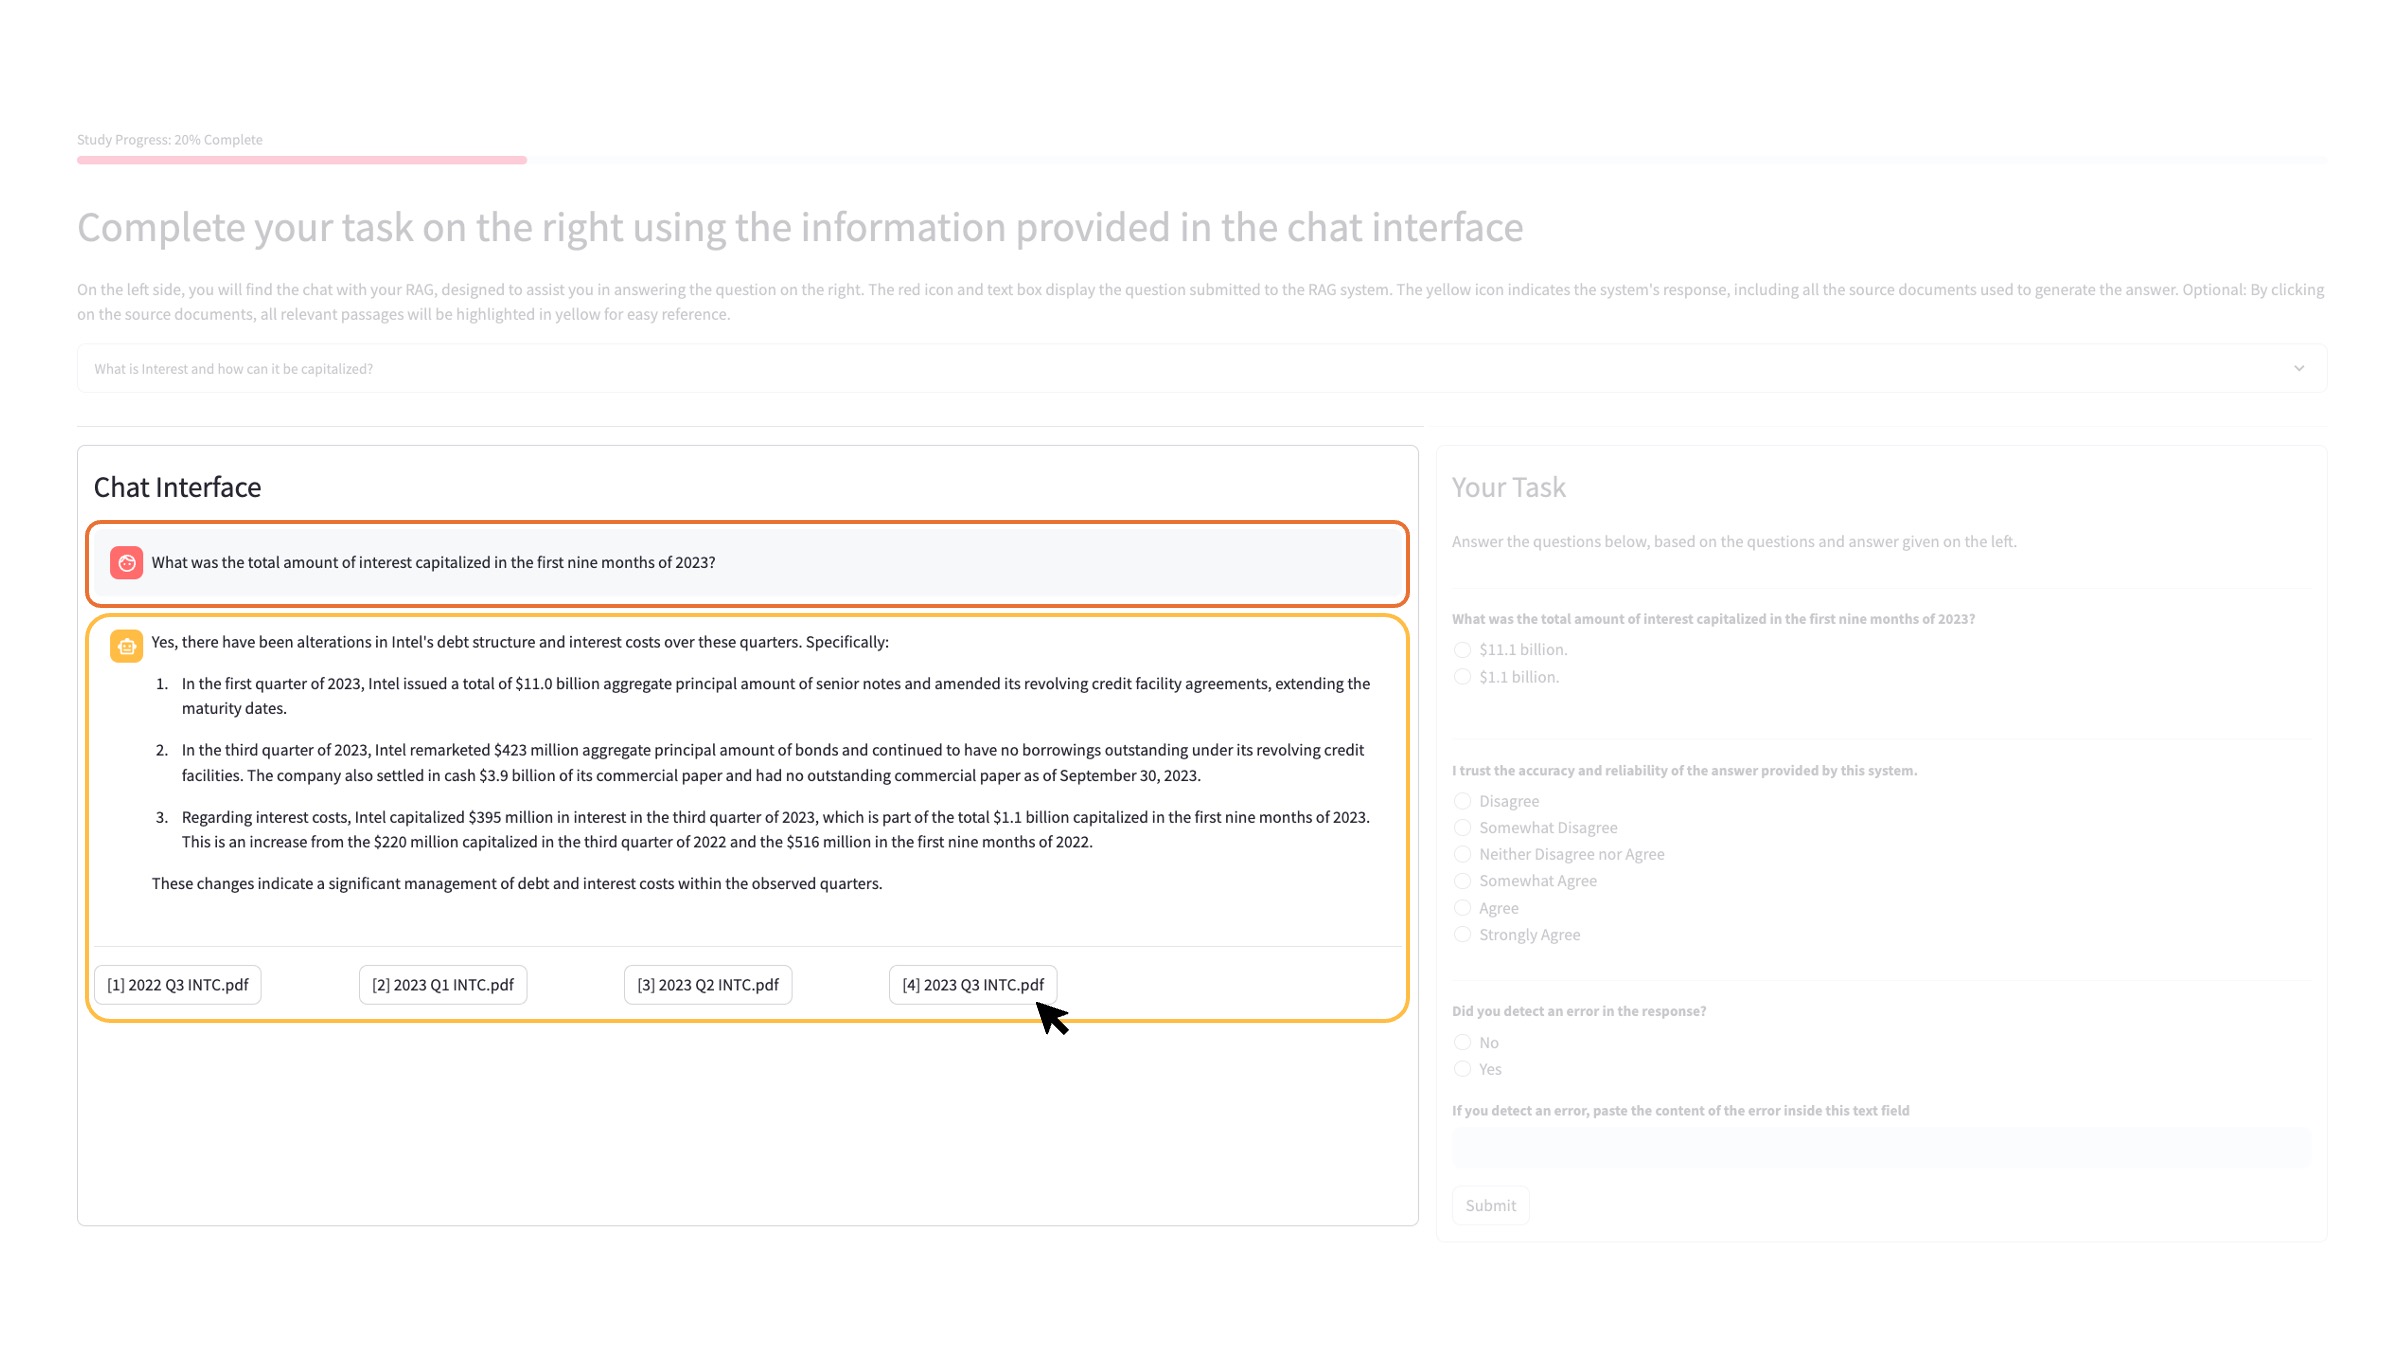 Study Progress: 20% Complete
Complete your task on the right using the information provided in the chat interface
On the left side, you will find the chat with your RAG, designed to assist you in answering the question on the right. The red icon and text box display the question submitted to the RAG system. The yellow icon indicates the system's response, including all the source documents used to generate the answer. Optional: By clicking
on the source documents, all relevant passages will be highlighted in yellow for easy reference.
What is Interest and how can it be capitalized?
Chat Interface
What was the total amount of interest capitalized in the first nine months of 2023?
Yes, there have been alterations in Intel's debt structure and interest costs over these quarters. Specifically:
1. In the first quarter of 2023, Intel issued a total of $11.0 billion aggregate principal amount of senior notes and amended its revolving credit facility agreements, extending the
maturity dates.
2. In the third quarter of 2023, Intel remarketed $423 million aggregate principal amount of bonds and continued to have no borrowings outstanding under its revolving credit
facilities. The company also settled in cash $3.9 billion of its commercial paper and had no outstanding commercial paper as of September 30, 2023.
3. Regarding interest costs, Intel capitalized $395 million in interest in the third quarter of 2023, which is part of the total $1.1 billion capitalized in the first nine months of 2023.
This is an increase from the $220 million capitalized in the third quarter of 2022 and the $516 million in the first nine months of 2022.
These changes indicate a significant management of debt and interest costs within the observed quarters.
[1] 2022 Q3 INTC.pdf
[2] 2023 Q1 INTC.pdf
[3] 2023 Q2 INTC.pdf
[4] 2023 Q3 INTC.pdf
Your Task
Answer the questions below, based on the questions and answer given on the left.
What was the total amount of interest capitalized in the first nine months of 2023?
$11.1 billion.
$1.1 billion.
I trust the accuracy and reliability of the answer provided by this system.
Disagree
Somewhat Disagree
Neither Disagree nor Agree
Somewhat Agree
Agree
Strongly Agree
Did you detect an error in the response?
No
Yes
If you detect an error, paste the content of the error inside this text field
Submit